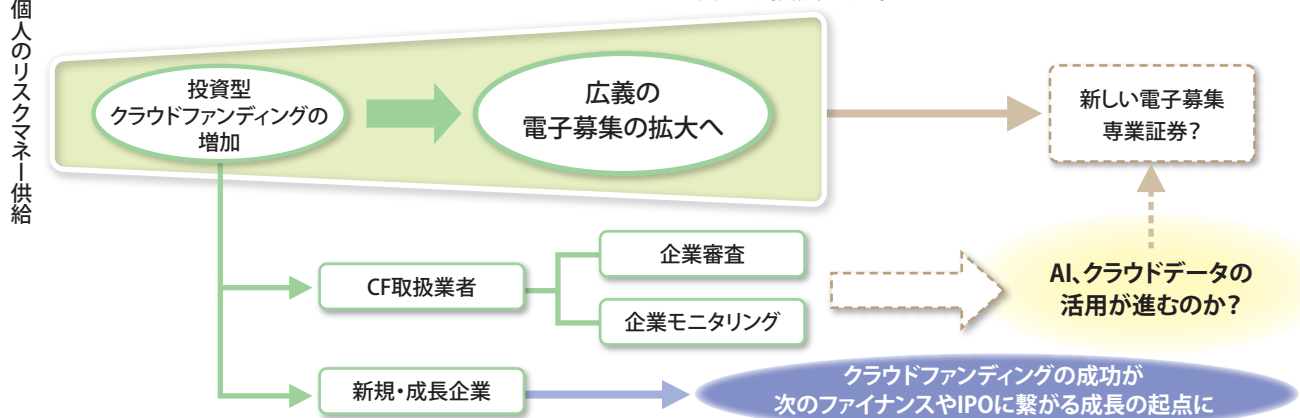 個人のリスクマネー供給
投資型
クラウドファンディングの
増加
広義の
電子募集の拡大へ
新しい電子募集
専業証券?
CF取扱業者
企業審査
企業モニタリング
AI、クラウドデータの
活用が進むのか?
新規・成長企業
クラウドファンディングの成功が
次のファイナンスやIPOに繋がる成長の起点に